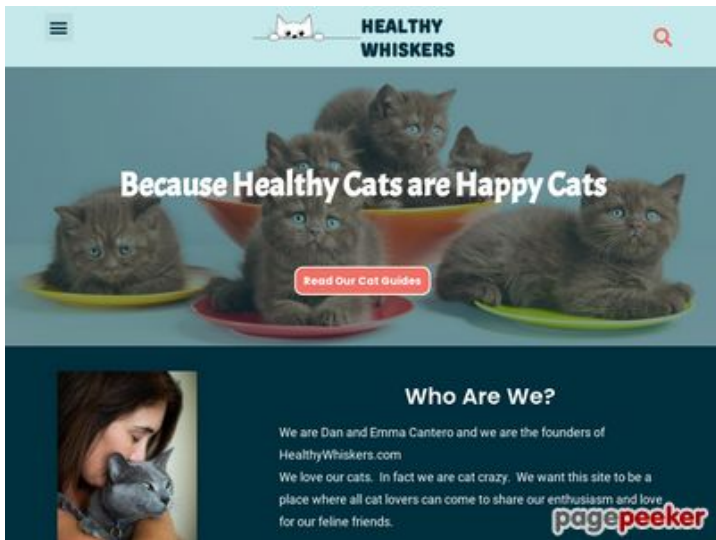 HEALTHY
WHISKERS
Because Healthy Cats are Happy Cats
Read Our Cat Guides
Who Are We?
We are Dan and Emma Cantero and we are the founders of
HealthyWhiskers.com
We love our cats.  In fact we are cat crazy.  We want this site to be a
place where all cat lovers can come to share our enthusiasm and love
for our feline friends.
pagepeeker